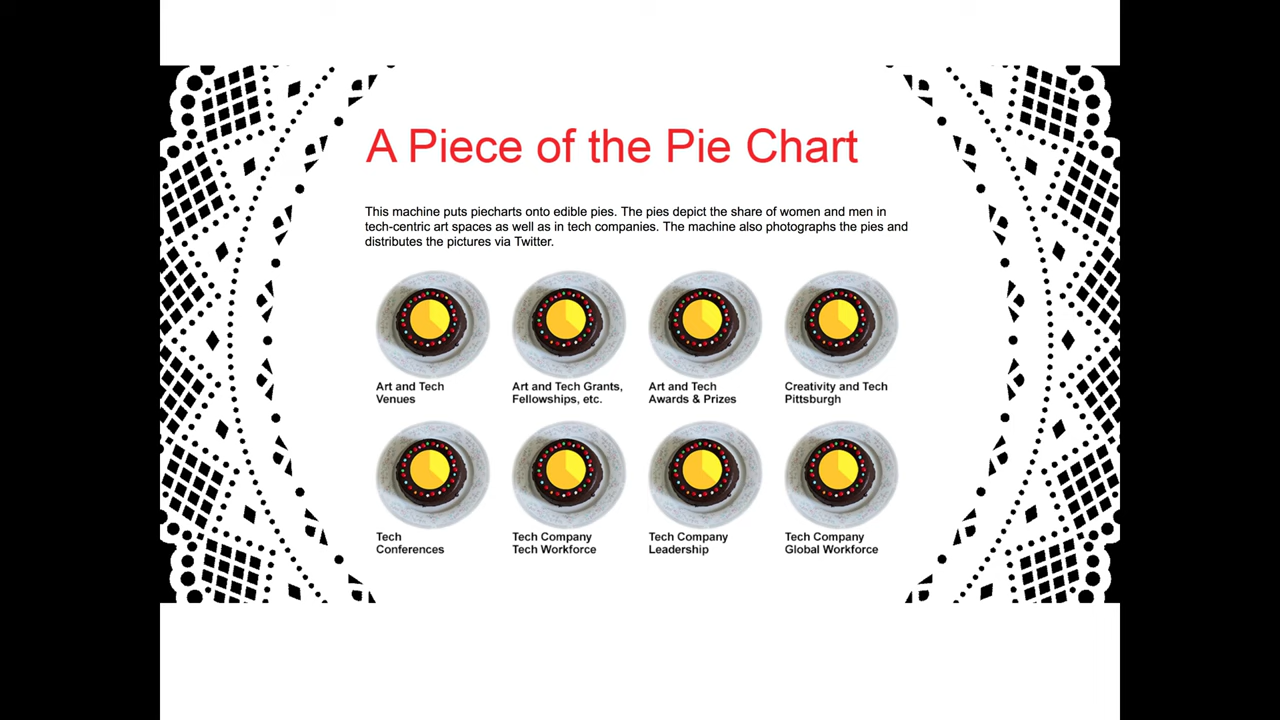 A Piece of the Pie Chart
This machine puts piecharts onto edible pies. The pies depict the share of women and men in
tech-centric art spaces as well as in tech companies. The machine also photographs the pies and
distributes the pictures via Twitter.
Art and Tech
Venues
Art and Tech Grants,
Fellowships, etc.
Art and Tech
Awards & Prizes
Creativity and Tech
Pittsburgh
Tech
Conferences
Tech Company
Tech Workforce
Tech Company
Leadership
Tech Company
Global Workforce